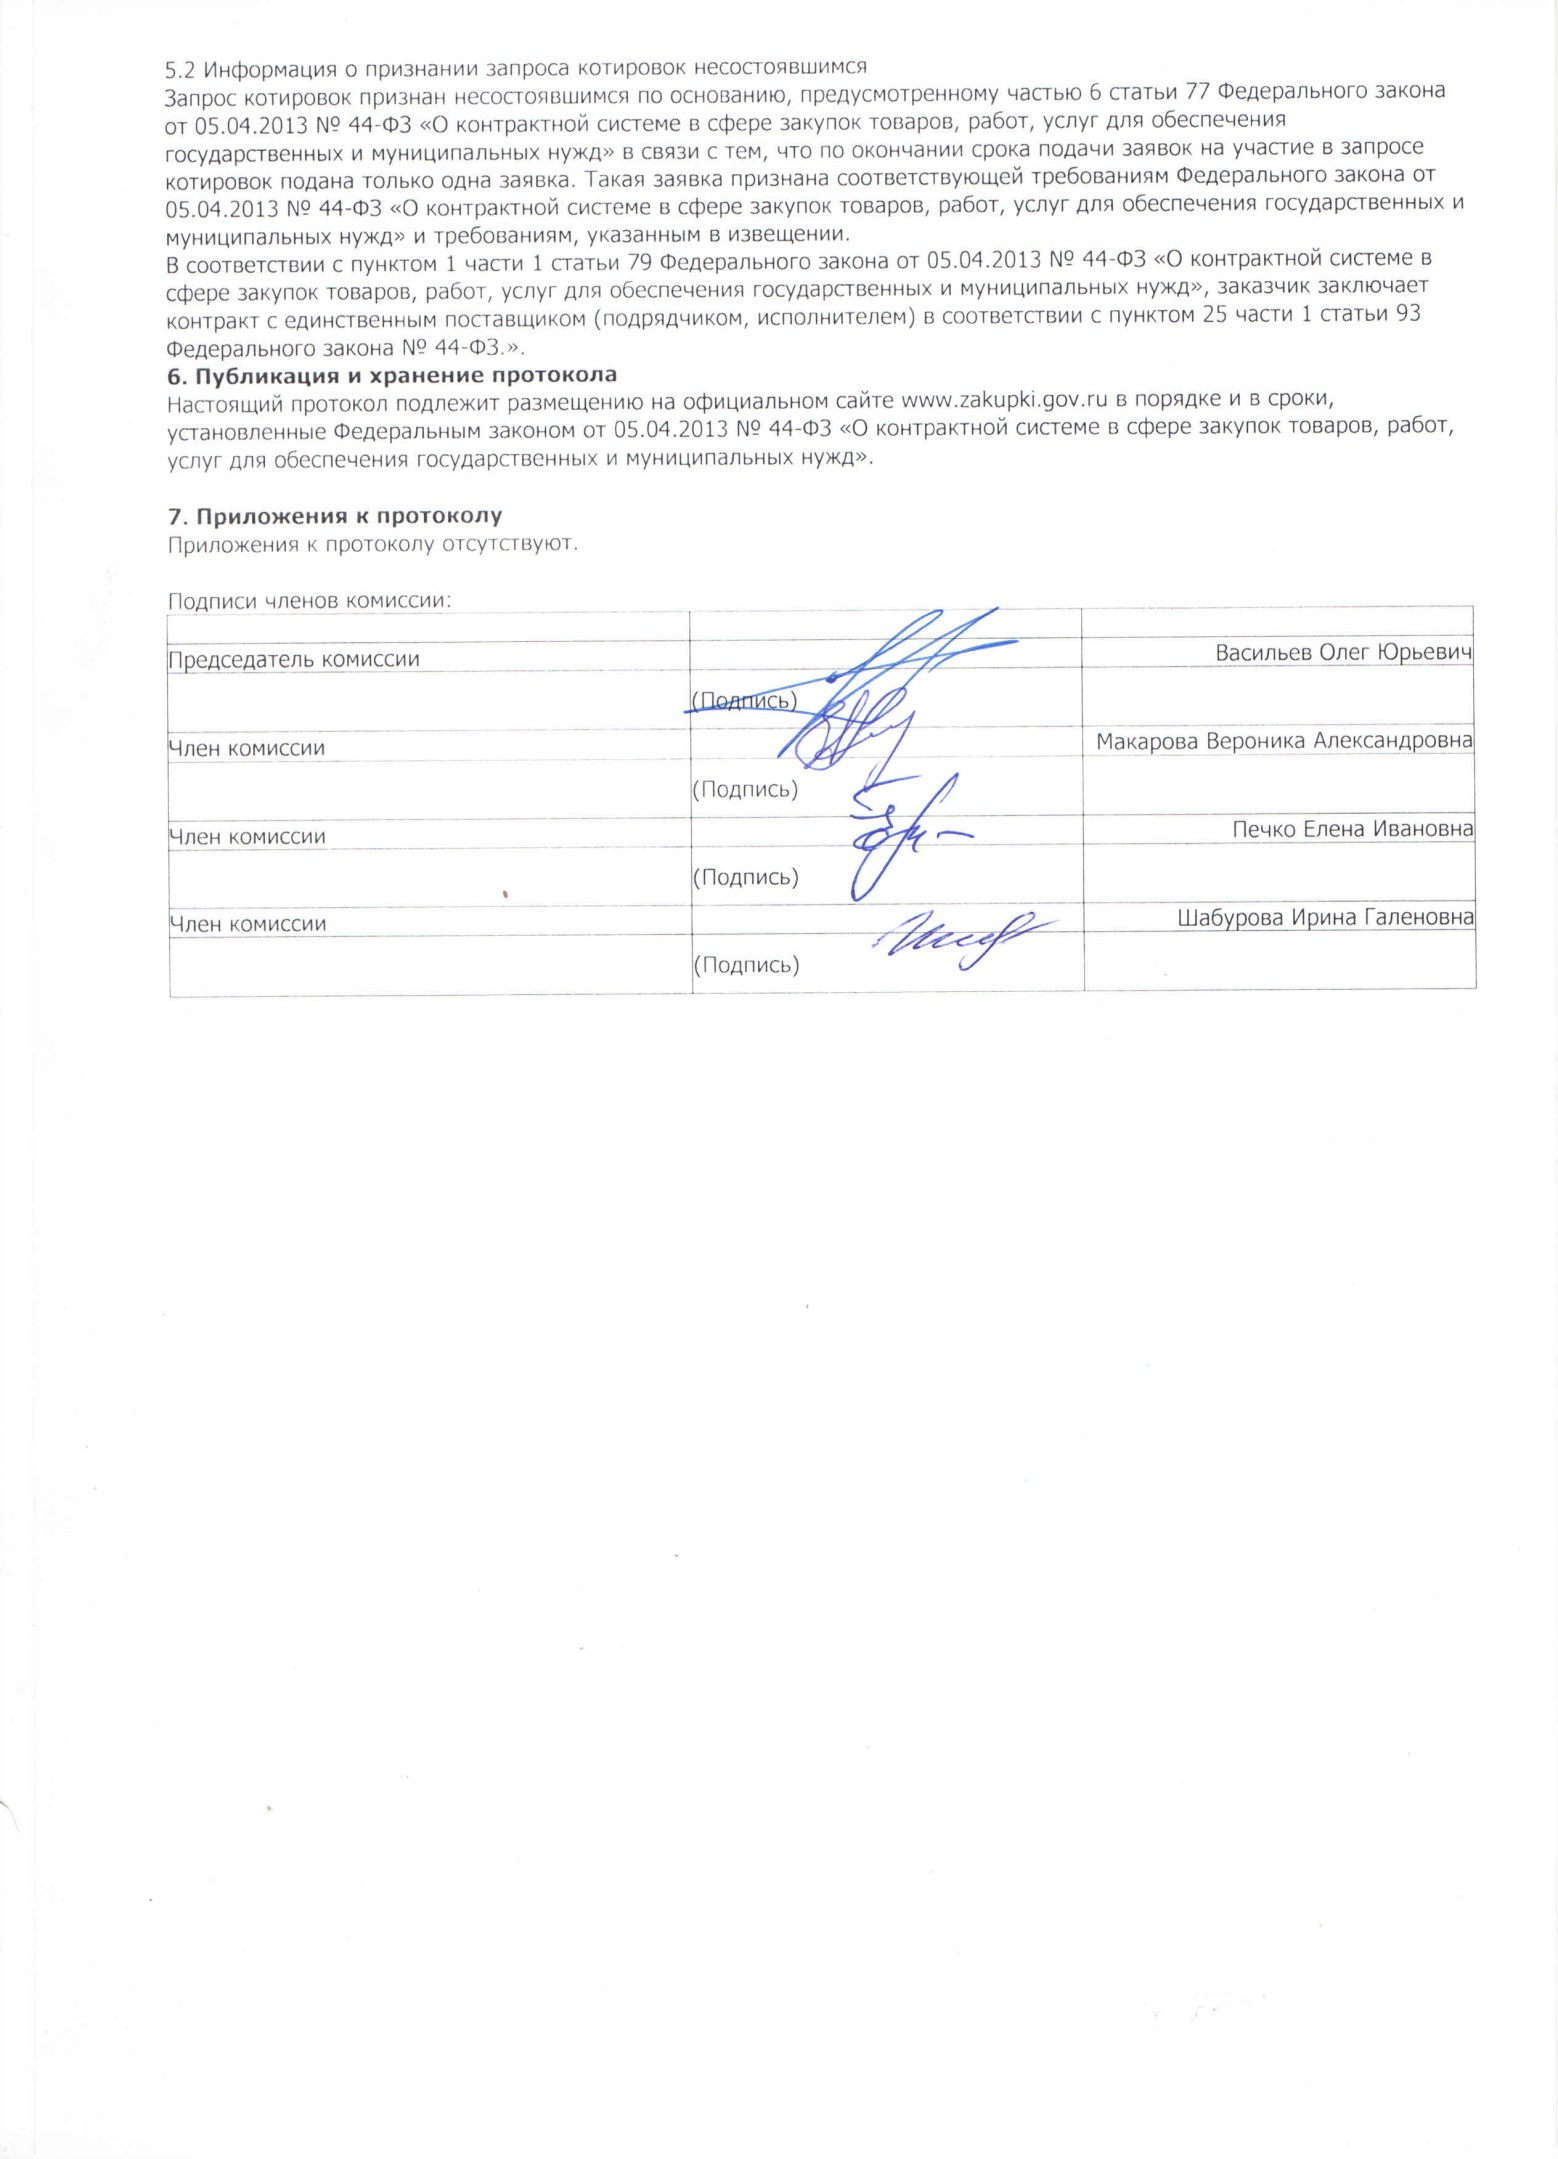 5.2 Информация о признании запроса котировок несостоявшимся
Запрос котировок признан несостоявшимся по основанию, предусмотренному частью 6 статьи 77 Федерального закона
от 05.04.2013 № 44-ФЗ «О контрактной системе в сфере закупок товаров, работ, услуг для обеспечения
государственных и муниципальных нужд» в связи с тем, что по окончании срока подачи заявок на участие в запросе
котировок подана только одна заявка. Такая заявка признана соответствующей требованиям Федерального закона от
05.04.2013 № 44-ФЗ «О контрактной системе в сфере закупок товаров, работ, услуг для обеспечения государственных и
муниципальных нужд» и требованиям, указанным в извещении.
В соответствии с пунктом 1 части 1 статьи 79 Федерального закона от 05.04.2013 № 44-ФЗ «О контрактной системе в
сфере закупок товаров, работ, услуг для обеспечения государственных и муниципальных нужд», заказчик заключает
контракт с единственным поставщиком (подрядчиком, исполнителем) в соответствии с пунктом 25 части 1 статьи 93
Федерального закона № 44-ФЗ.».
6. Публикация и хранение протокола
Настоящий протокол подлежит размещению на официальном сайте www.zakupki.gov.ru в порядке и в сроки,
установленные Федеральным законом от 05.04.2013 № 44-ФЗ «О контрактной системе в сфере закупок товаров, работ,
услуг для обеспечения государственных и муниципальных нужд».
7. Приложения к протоколу
Приложения к протоколу отсутствуют.
Подписи членов комиссии:
Председатель комиссии Васильев Олег Юрьевич
(Подпись)
Член комиссии Макарова Вероника Александровна
(Подпись)
Член комиссии Печко Елена Ивановна
(Подпись)
Член комиссии Шабурова Ирина Галеновна
(Подпись)